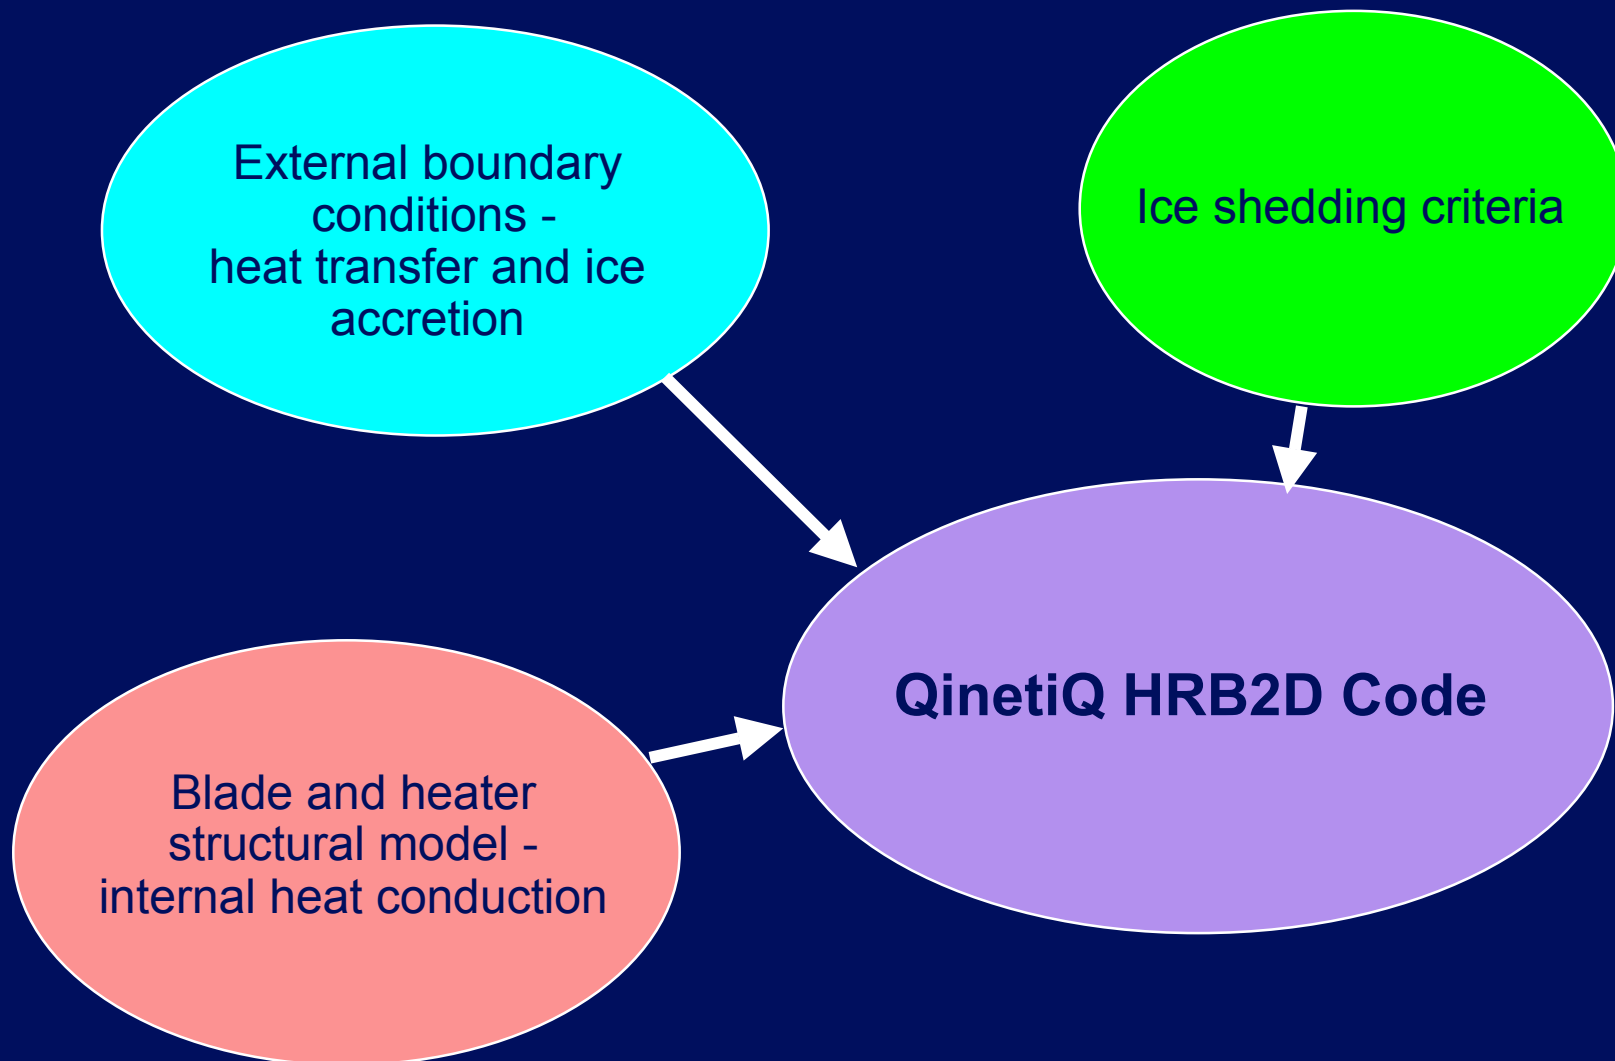 External boundary
conditions -
heat transfer and ice
accretion
Ice shedding criteria
QinetiQ HRB2D Code
Blade and heater
structural model -
internal heat conduction